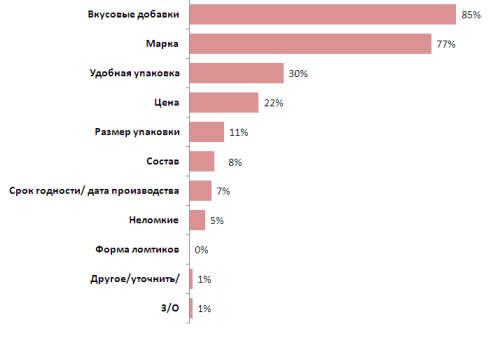 Вкусовые добавки 85%
Марка 77%
Удобная упаковка 30%
Цена 22%
Размер упаковки 11%
Состав 8%
Срок годности/ дата производства 7%
Неломкие 5%
Форма ломтиков 0%
Другое/уточнить/ 1%
З/О 1%